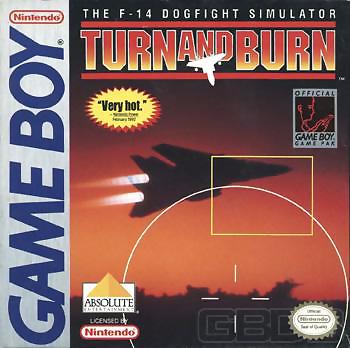 Nintendo®
GAME BOY®
THE F-14 DOGFIGHT SIMULATOR
TURN AND BURN
™
"Very hot."
– Nintendo Power
February 1992
OFFICIAL
GAME BOY
GAME PAK
ABSOLUTE
ENTERTAINMENT
LICENSED BY
Nintendo
Official
Nintendo
Seal of Quality